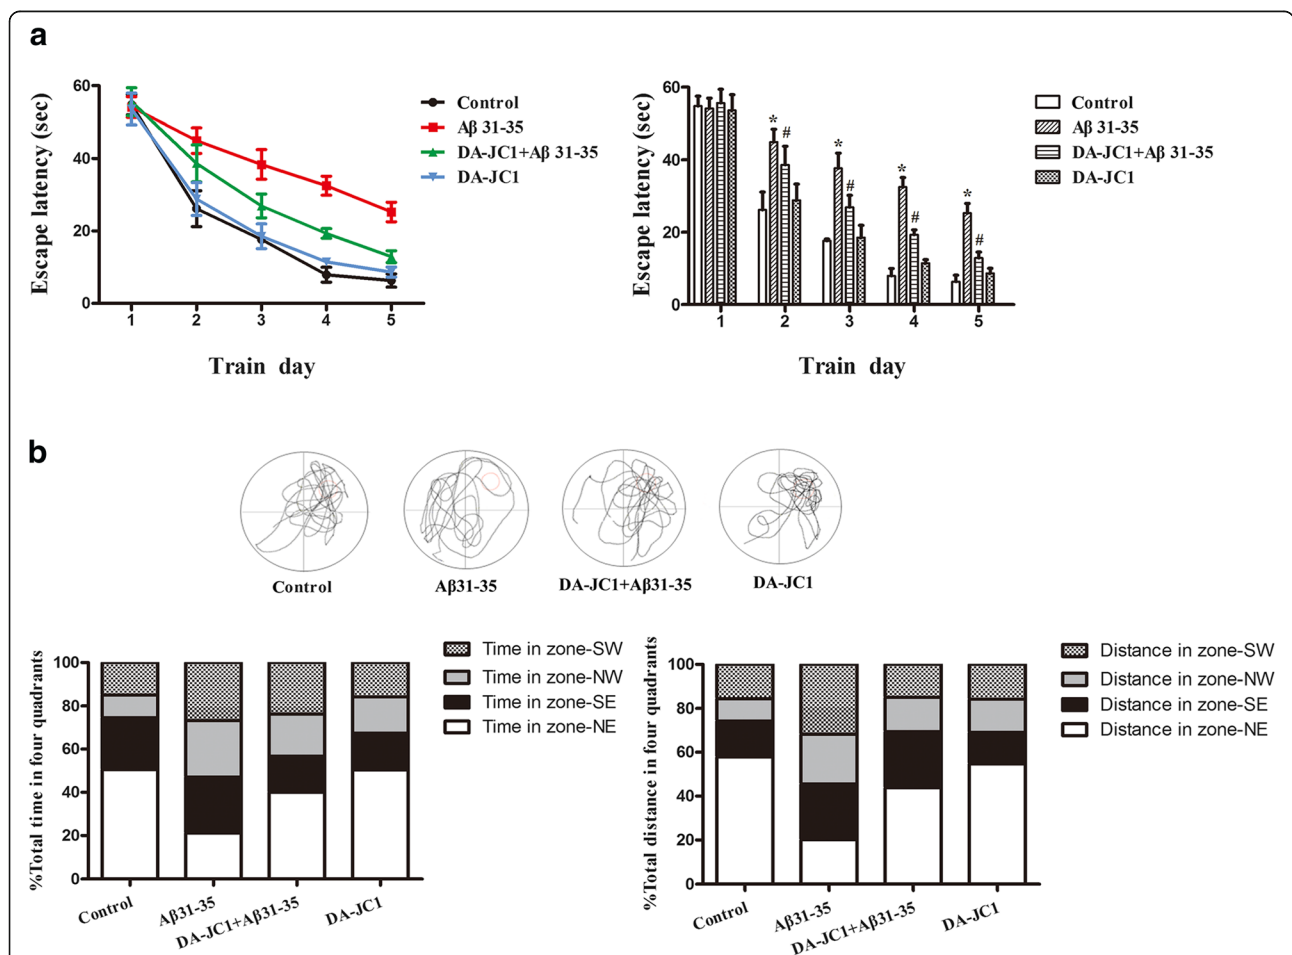 a
60
40
20
0
Escape latency (sec)
1 2 3 4 5
Train day
Control
Aβ 31-35
DA-JC1+Aβ 31-35
DA-JC1
60
40
20
0
Escape latency (sec)
* # * # * # * #
1 2 3 4 5
Train day
Control
Aβ 31-35
DA-JC1+Aβ 31-35
DA-JC1
b
Control
Aβ31-35
DA-JC1+Aβ31-35
DA-JC1
%Total time in four quadrants
100
80
60
40
20
0
Control
Aβ31-35
DA-JC1+Aβ31-35
DA-JC1
Time in zone-SW
Time in zone-NW
Time in zone-SE
Time in zone-NE
%Total distance in four quadrants
100
80
60
40
20
0
Control
Aβ31-35
DA-JC1+Aβ31-35
DA-JC1
Distance in zone-SW
Distance in zone-NW
Distance in zone-SE
Distance in zone-NE